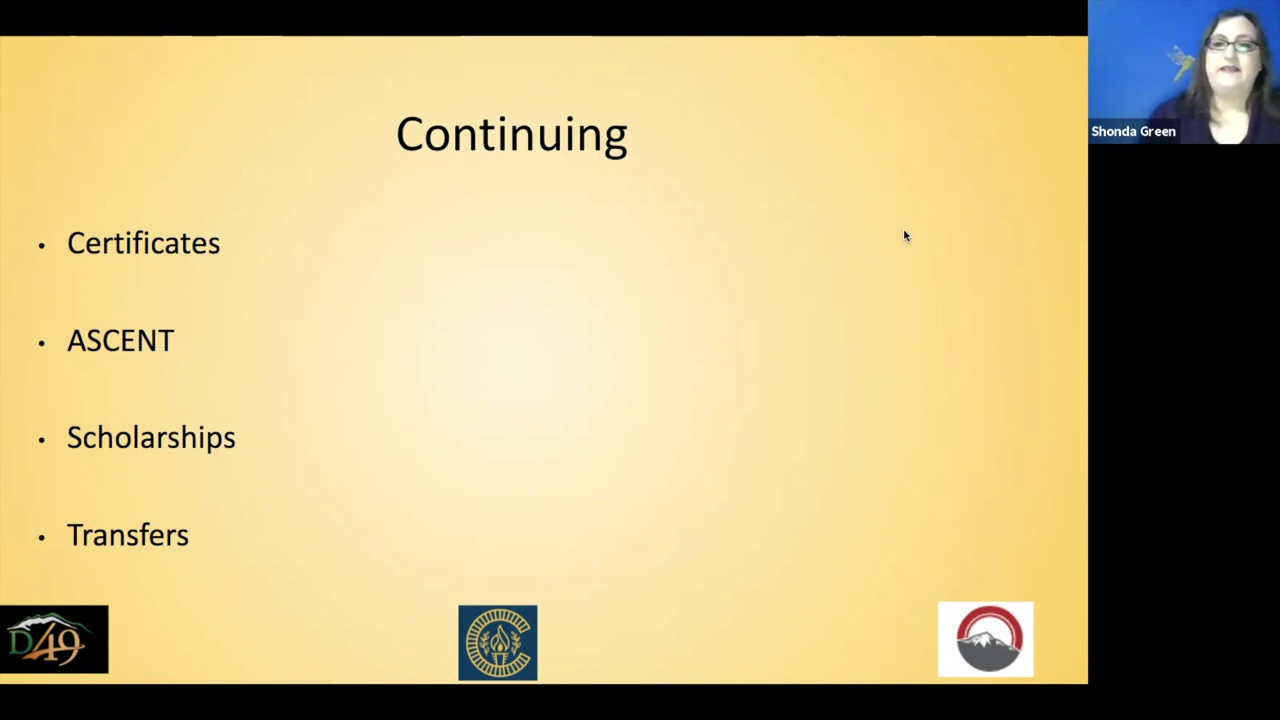 Continuing
Shonda Green
• Certificates
• ASCENT
• Scholarships
• Transfers
D49